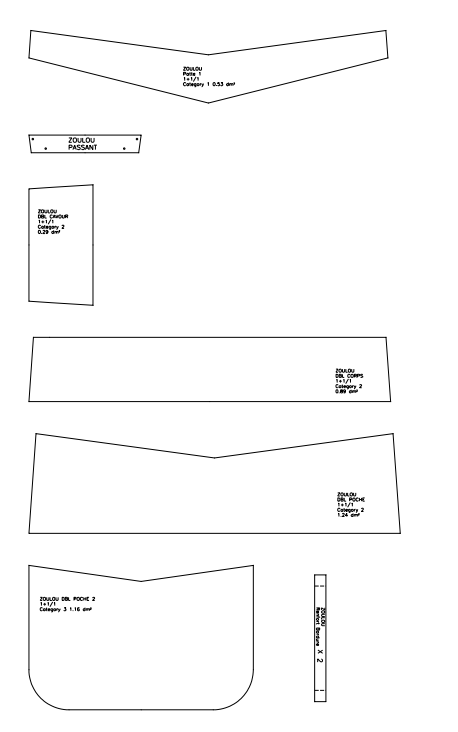 ZOULOU
Patte 1
1+1/1
Category 1 0.53 dm²
ZOULOU
PASSANT
ZOULOU
DBL CAVOUR
1+1/1
Category 2
0.29 dm²
ZOULOU
DBL CORPS
1+1/1
Category 2
0.89 dm²
ZOULOU
DBL POCHE
1+1/1
Category 2
1.24 dm²
ZOULOU DBL POCHE 2
1+1/1
Category 3 1.16 dm²
ZOULOU
Renfort Bordure X 2